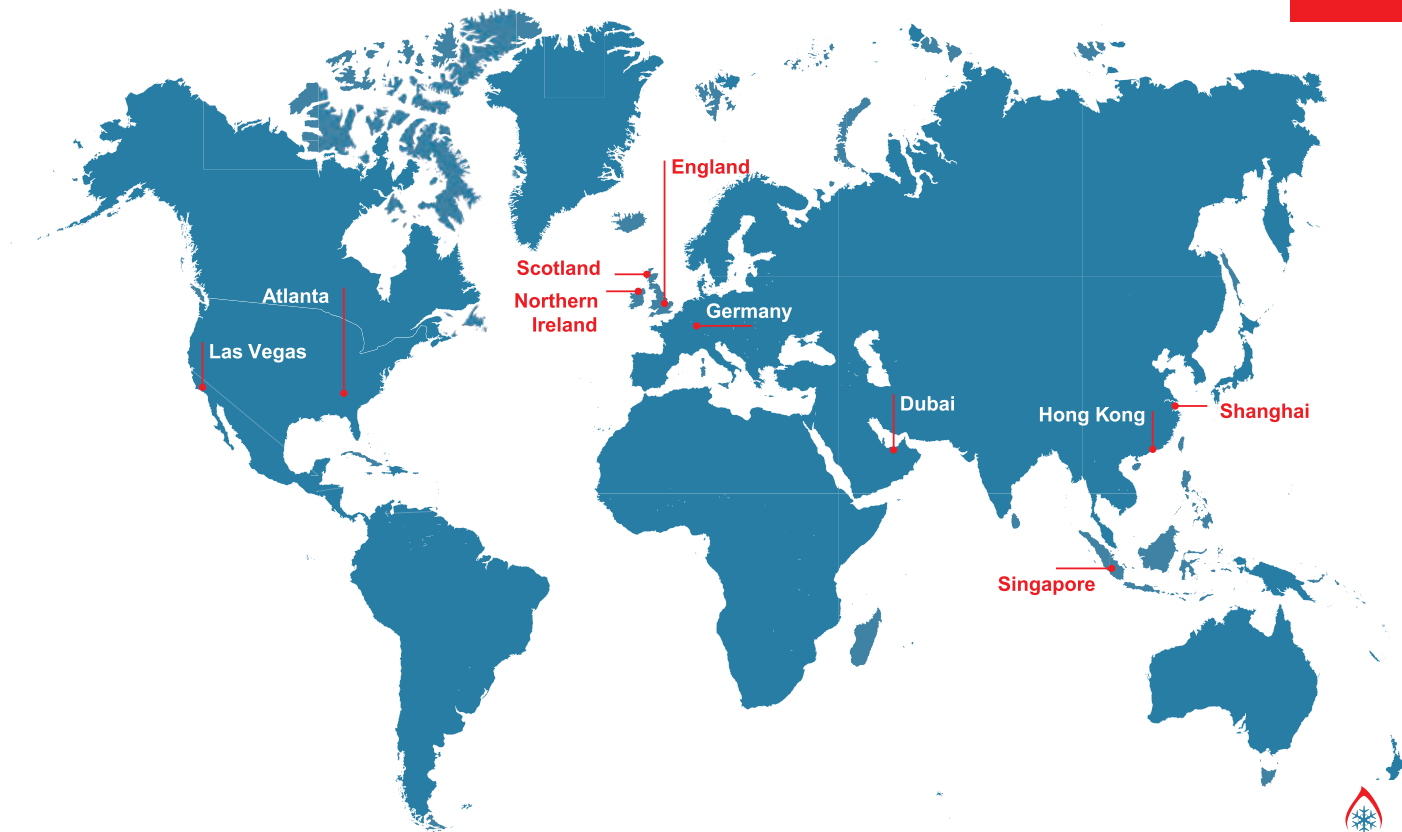 England
Scotland
Northern
Ireland
Germany
Atlanta
Las Vegas
Dubai
Hong Kong
Shanghai
Singapore